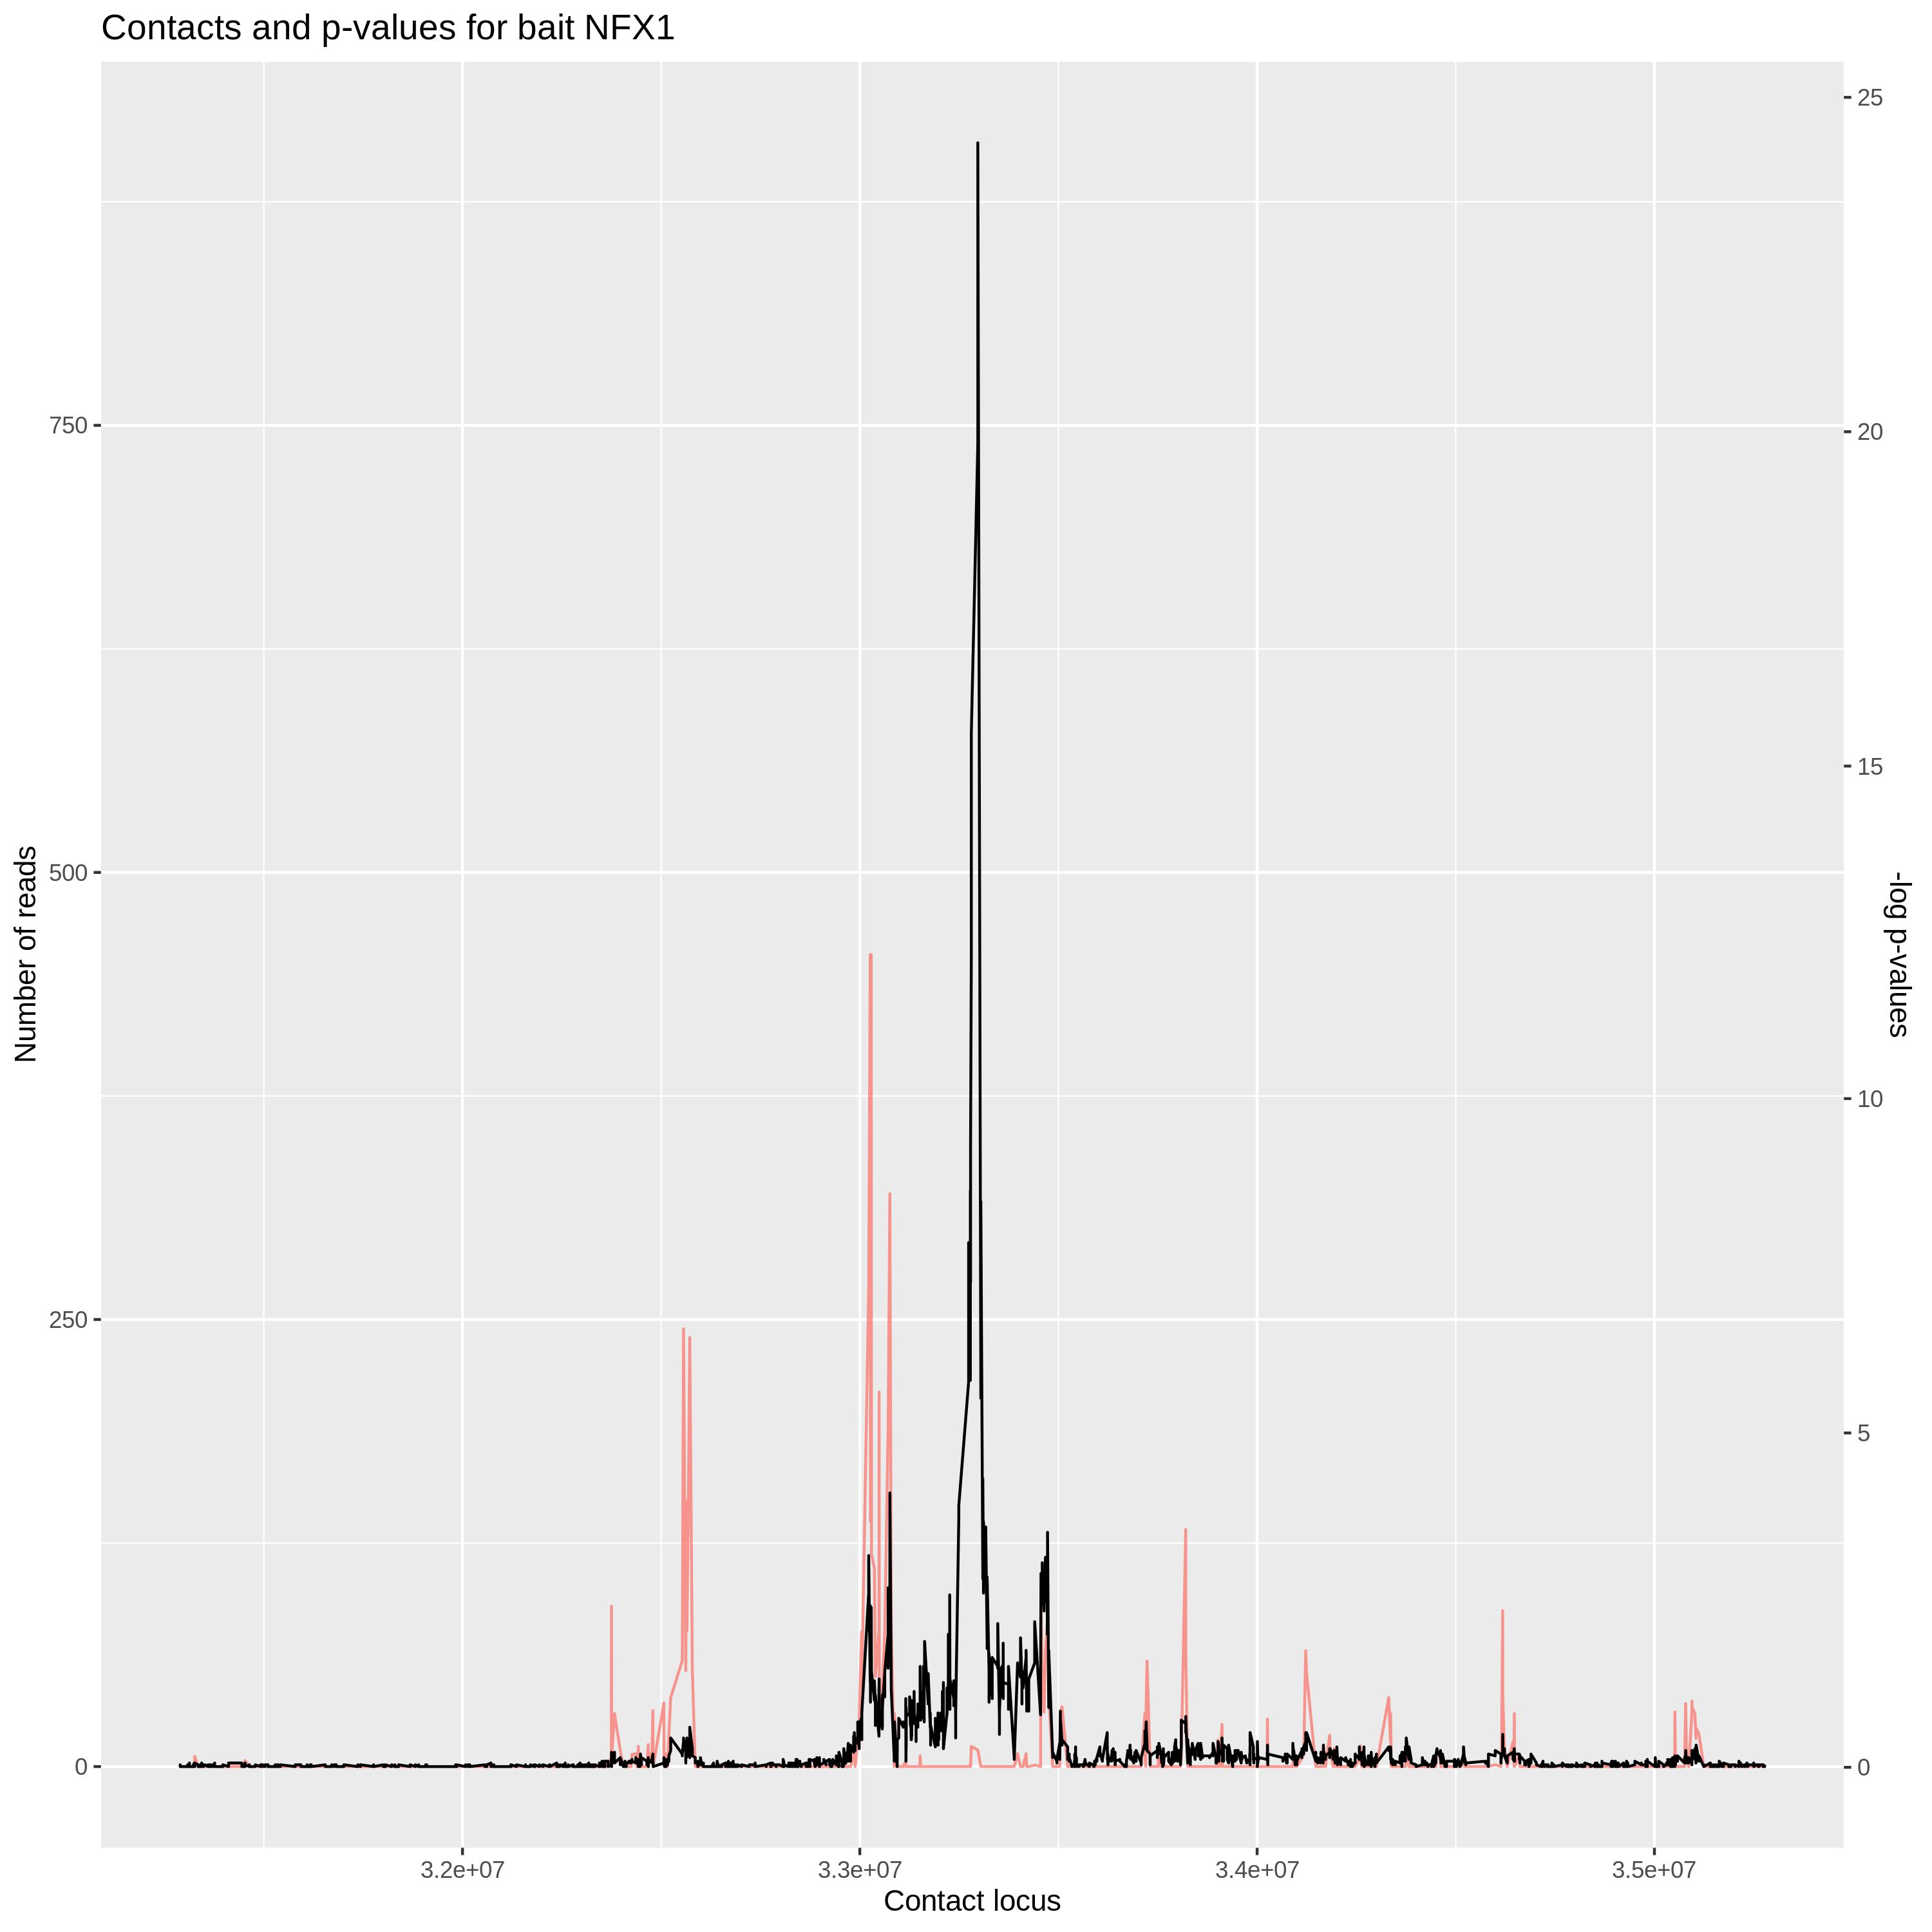 Contacts and p-values for bait NFX1
Number of reads
750
500
250
0
25
20
15
10
5
0
-log p-values
3.2e+07
3.3e+07
3.4e+07
3.5e+07
Contact locus